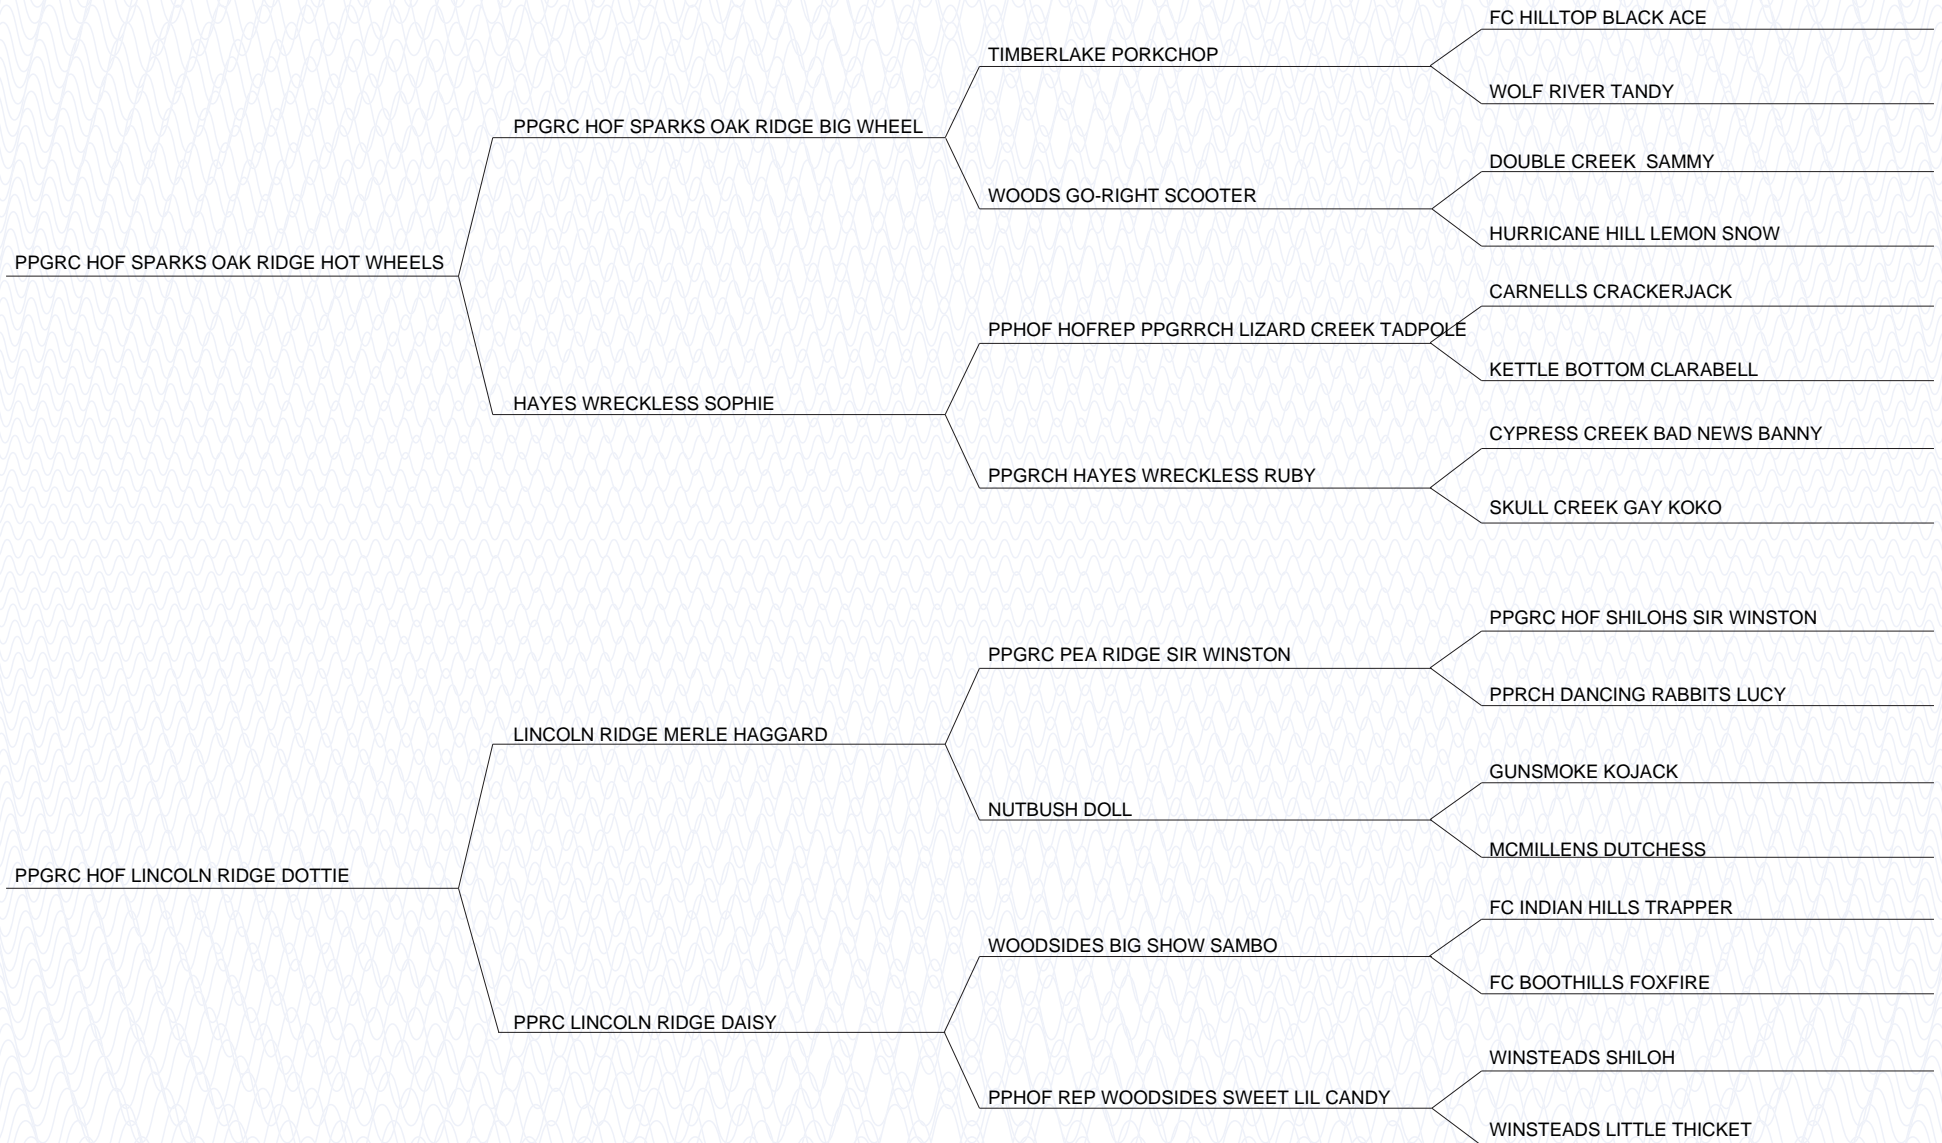 FC HILLTOP BLACK ACE
TIMBERLAKE PORKCHOP
WOLF RIVER TANDY
PPGRC HOF SPARKS OAK RIDGE BIG WHEEL
DOUBLE CREEK  SAMMY
WOODS GO-RIGHT SCOOTER
HURRICANE HILL LEMON SNOW
PPGRC HOF SPARKS OAK RIDGE HOT WHEELS
CARNELLS CRACKERJACK
PPHOF HOFREP PPGRRCH LIZARD CREEK TADPOLE
KETTLE BOTTOM CLARABELL
HAYES WRECKLESS SOPHIE
CYPRESS CREEK BAD NEWS BANNY
PPGRCH HAYES WRECKLESS RUBY
SKULL CREEK GAY KOKO
PPGRC HOF SHILOHS SIR WINSTON
PPGRC PEA RIDGE SIR WINSTON
PPRCH DANCING RABBITS LUCY
LINCOLN RIDGE MERLE HAGGARD
GUNSMOKE KOJACK
NUTBUSH DOLL
MCMILLENS DUTCHESS
PPGRC HOF LINCOLN RIDGE DOTTIE
FC INDIAN HILLS TRAPPER
WOODSIDES BIG SHOW SAMBO
FC BOOTHILLS FOXFIRE
PPRC LINCOLN RIDGE DAISY
WINSTEADS SHILOH
PPHOF REP WOODSIDES SWEET LIL CANDY
WINSTEADS LITTLE THICKET